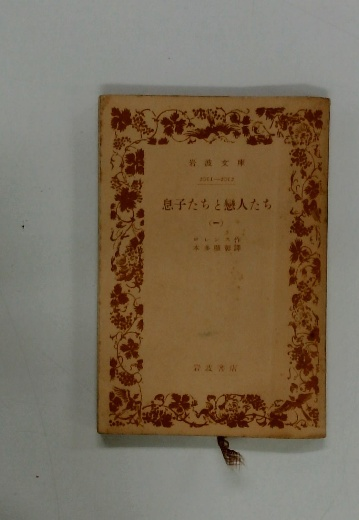 岩波文庫
息子たちと戀人たち
(一)
ロレンス作
本多顯彰譯
岩波書店